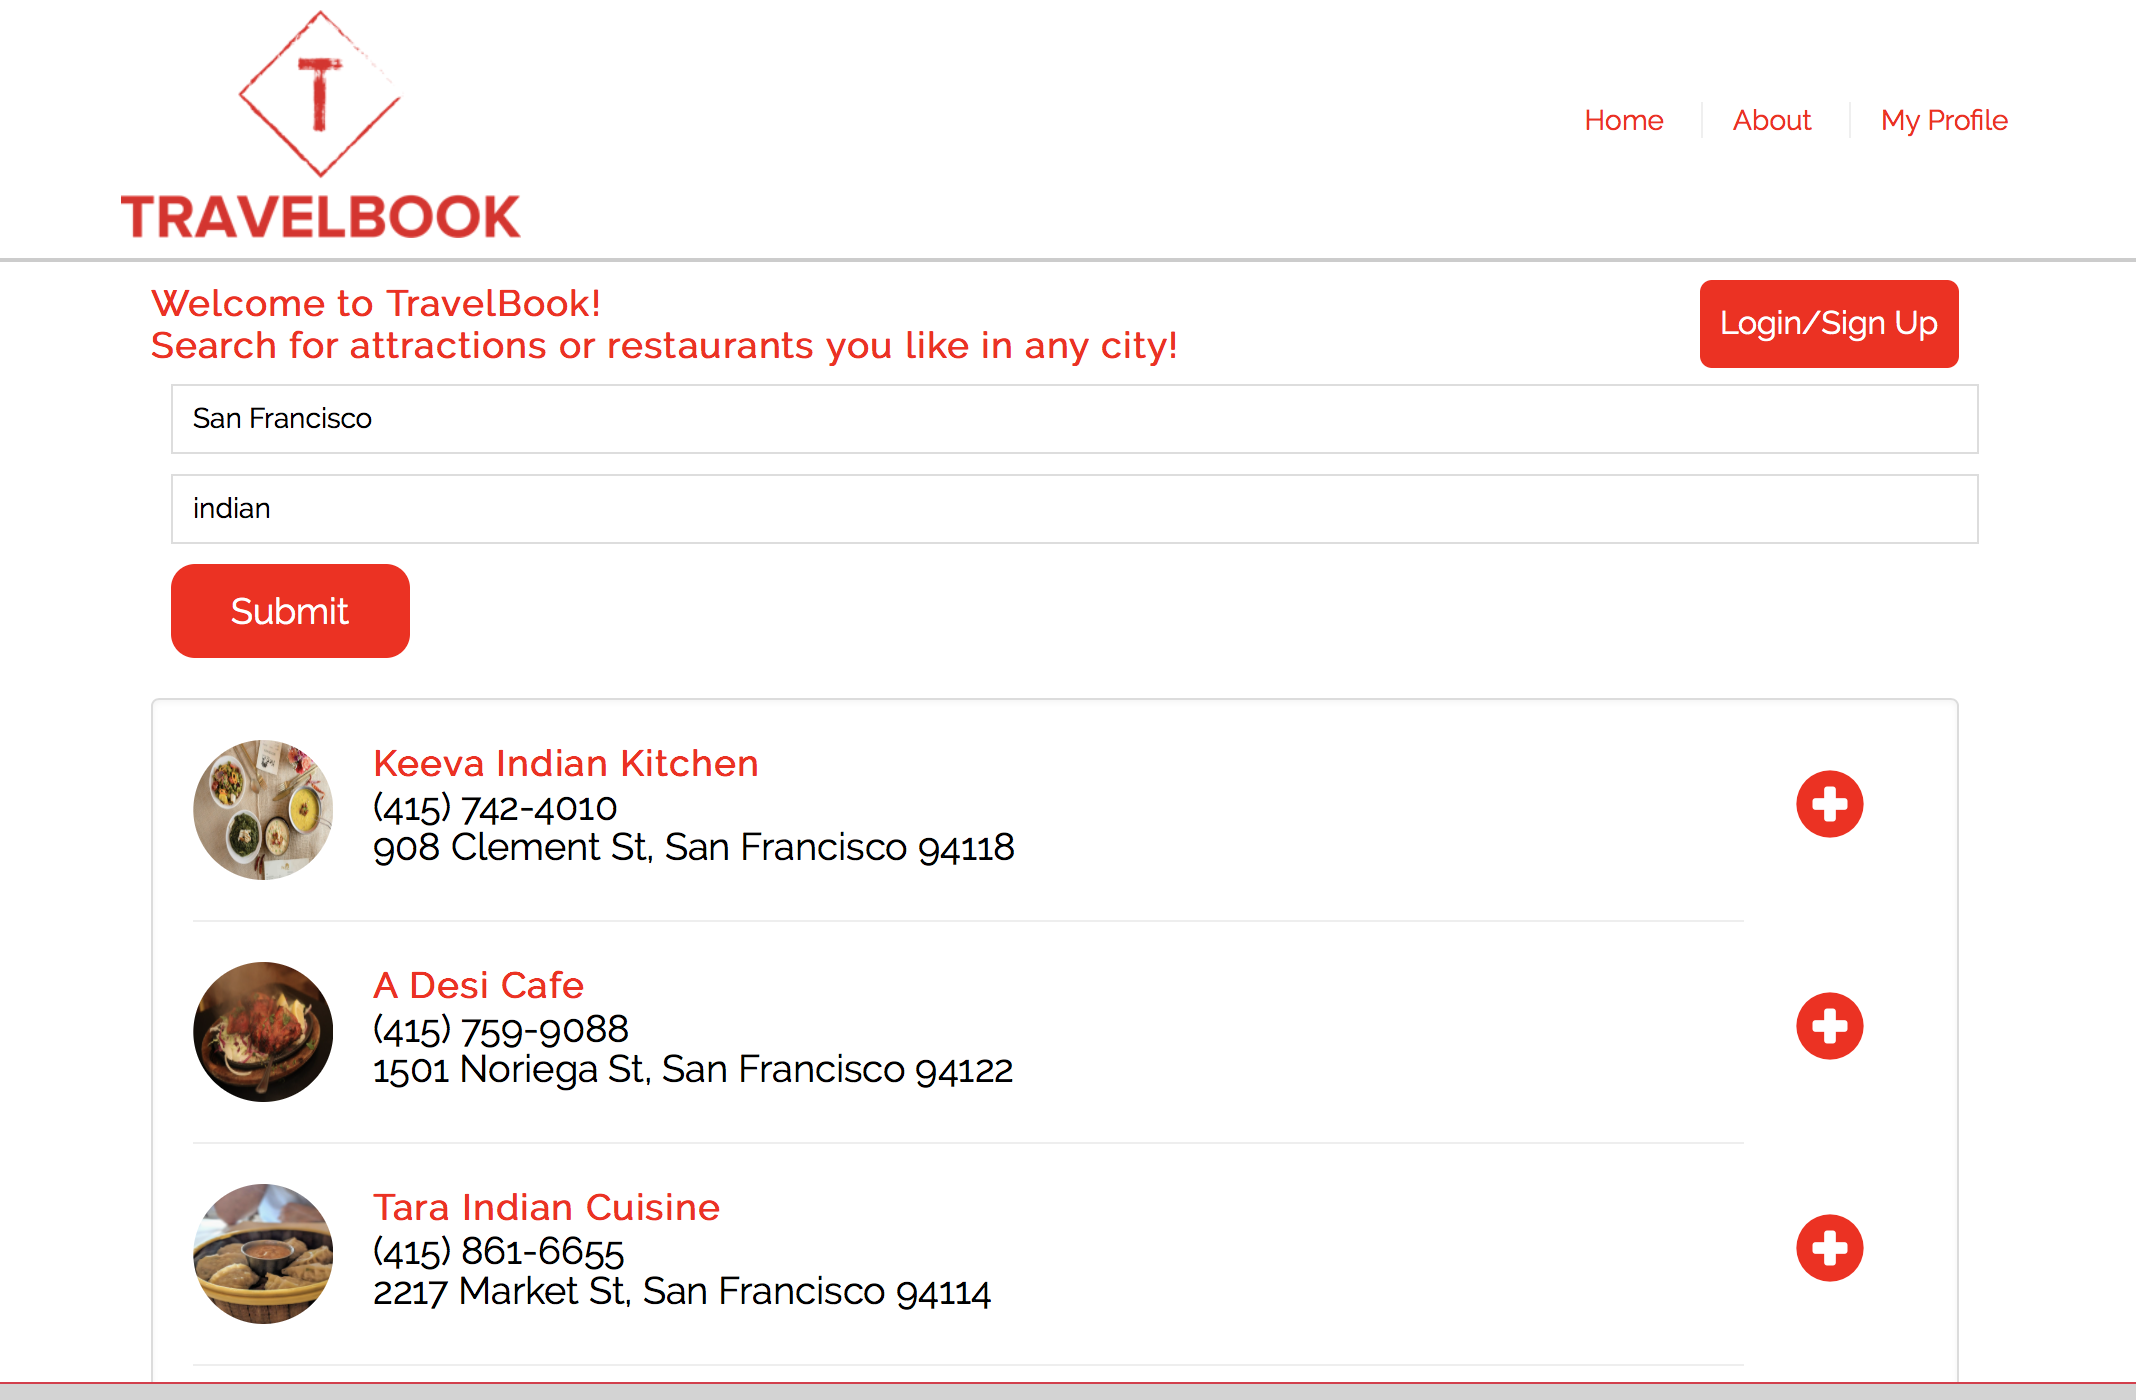 T
TRAVELBOOK
Home
About
My Profile
Welcome to TravelBook!
Search for attractions or restaurants you like in any city!
Login/Sign Up
San Francisco
indian
Submit
Keeva Indian Kitchen
(415) 742-4010
908 Clement St, San Francisco 94118
A Desi Cafe
(415) 759-9088
1501 Noriega St, San Francisco 94122
Tara Indian Cuisine
(415) 861-6655
2217 Market St, San Francisco 94114